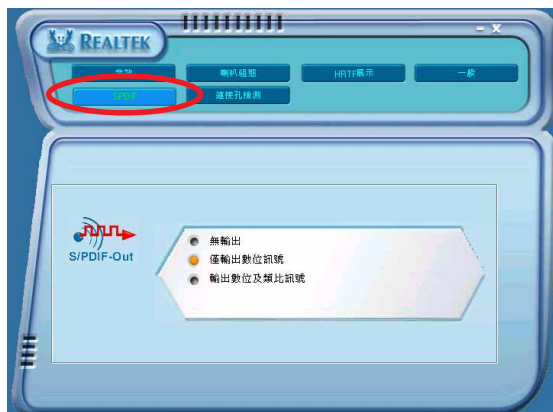 REALTEK
音效
喇叭組態
HRTF展示
一般
SPDIF
連接孔檢測
S/PDIF-Out
無輸出
僅輸出數位訊號
輸出數位及類比訊號